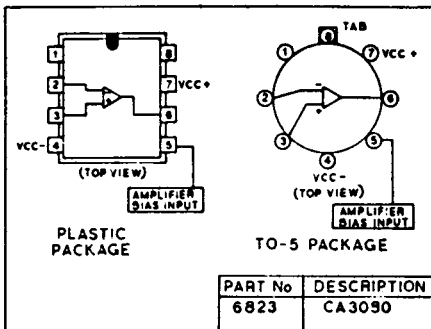 TAB
8
1
8
1
7
VCC+
2
7
VCC+
2
-
6
3
+
6
3
5
VCC-
4
5
4
(TOP VIEW)
VCC-
(TOP VIEW)
AMPLIFIER
BIAS INPUT
AMPLIFIER
BIAS INPUT
PLASTIC
PACKAGE
TO-5 PACKAGE
PART No
DESCRIPTION
6823
CA3090